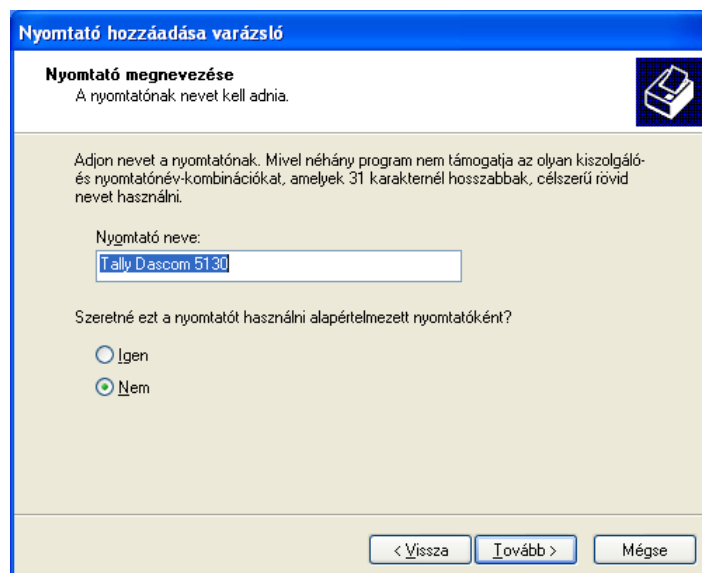 Nyomtató hozzáadása varázsló
Nyomtató megnevezése
A nyomtatónak nevet kell adnia.
Adjon nevet a nyomtatónak. Mivel néhány program nem támogatja az olyan kiszolgáló-
és nyomtatónév-kombinációkat, amelyek 31 karakternél hosszabbak, célszerű rövid
nevet használni.
Nyomtató neve:
Tally Dascom 5130
Szeretné ezt a nyomtatót használni alapértelmezett nyomtatóként?
Igen
Nem
< Vissza Tovább > Mégse